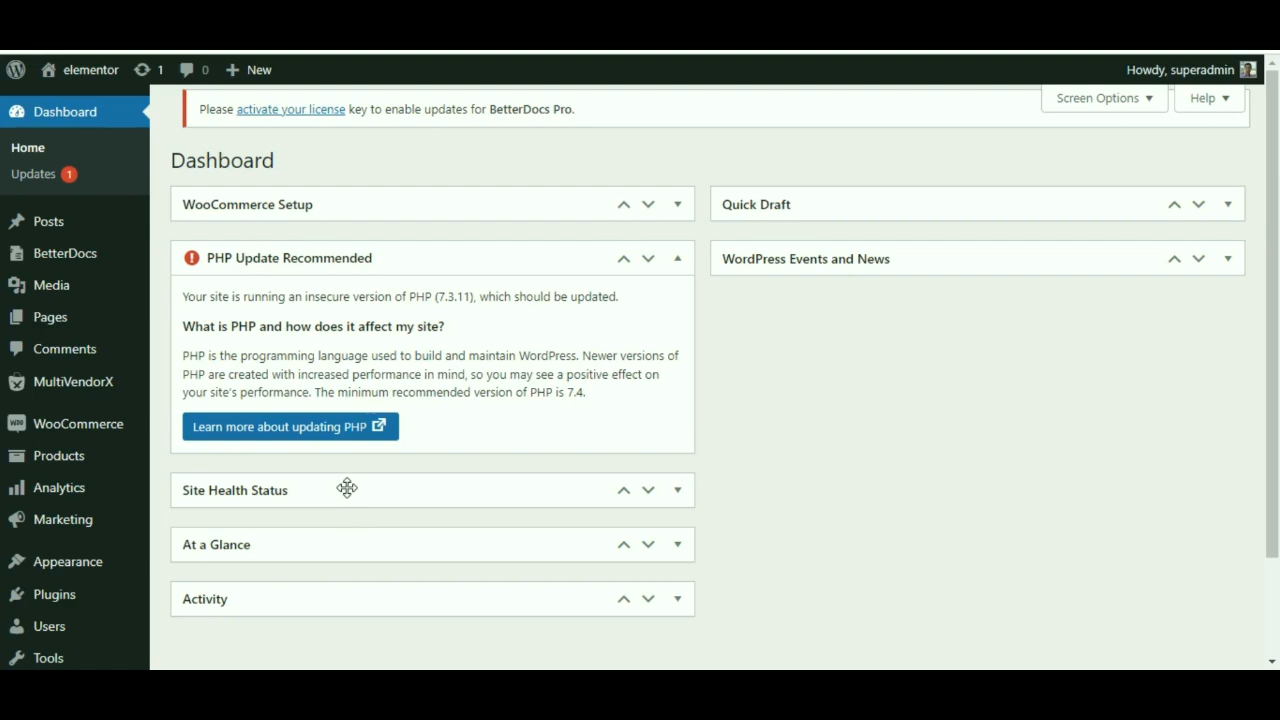 elementor 1 0 New Howdy, superadmin
Dashboard
Home
Updates 1
Posts
BetterDocs
Media
Pages
Comments
MultiVendorX
WooCommerce
Products
Analytics
Marketing
Appearance
Plugins
Users
Tools
Please activate your license key to enable updates for BetterDocs Pro.
Screen Options Help
Dashboard
WooCommerce Setup
PHP Update Recommended
Your site is running an insecure version of PHP (7.3.11), which should be updated.
What is PHP and how does it affect my site?
PHP is the programming language used to build and maintain WordPress. Newer versions of
PHP are created with increased performance in mind, so you may see a positive effect on
your site's performance. The minimum recommended version of PHP is 7.4.
Learn more about updating PHP
Site Health Status
At a Glance
Activity
Quick Draft
WordPress Events and News